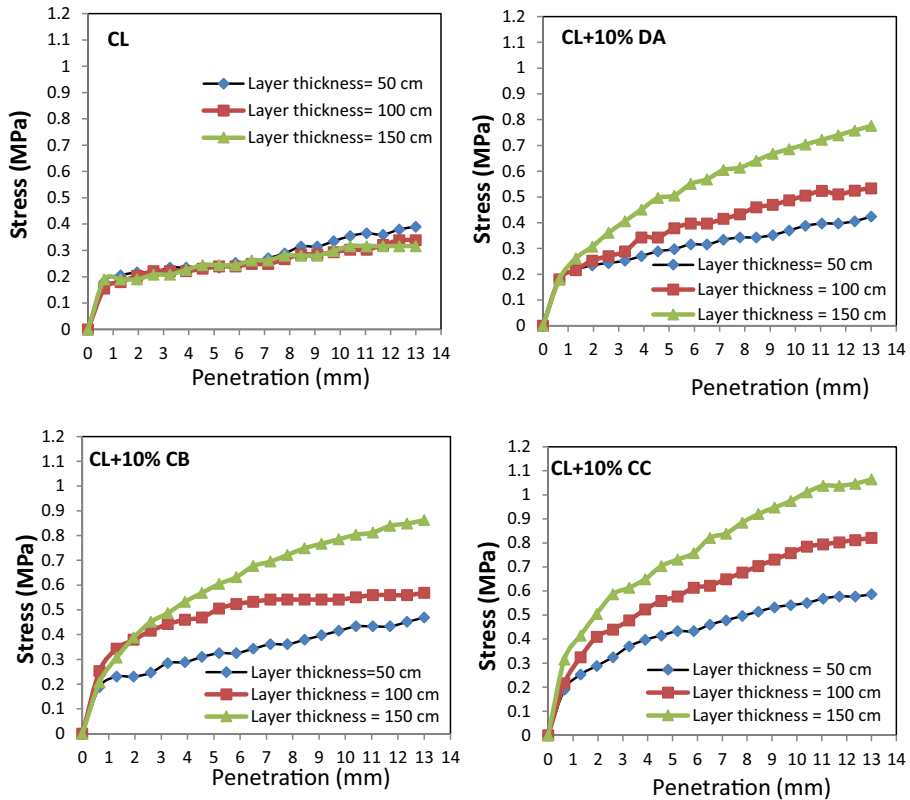 CL
Stress (MPa)
1.2
1.1
1
0.9
0.8
0.7
0.6
0.5
0.4
0.3
0.2
0.1
0
Layer thickness= 50 cm
Layer thickness= 100 cm
Layer thickness= 150 cm
0 1 2 3 4 5 6 7 8 9 10 11 12 13 14
Penetration (mm)
CL+10% DA
Stress (MPa)
1.2
1.1
1
0.9
0.8
0.7
0.6
0.5
0.4
0.3
0.2
0.1
0
Layer thickness= 50 cm
Layer thickness = 100 cm
Layer thickness = 150 cm
0 1 2 3 4 5 6 7 8 9 10 11 12 13 14
Penetration (mm)
CL+10% CB
Stress (MPa)
1.2
1.1
1
0.9
0.8
0.7
0.6
0.5
0.4
0.3
0.2
0.1
0
Layer thickness=50 cm
Layer thickness = 100 cm
Layer thickness = 150 cm
0 1 2 3 4 5 6 7 8 9 10 11 12 13 14
Penetration (mm)
CL+10% CC
Stress (MPa)
1.2
1.1
1
0.9
0.8
0.7
0.6
0.5
0.4
0.3
0.2
0.1
0
Layer thickness = 50 cm
Layer thickness = 100 cm
Layer thickness = 150 cm
0 1 2 3 4 5 6 7 8 9 10 11 12 13 14
Penetration (mm)